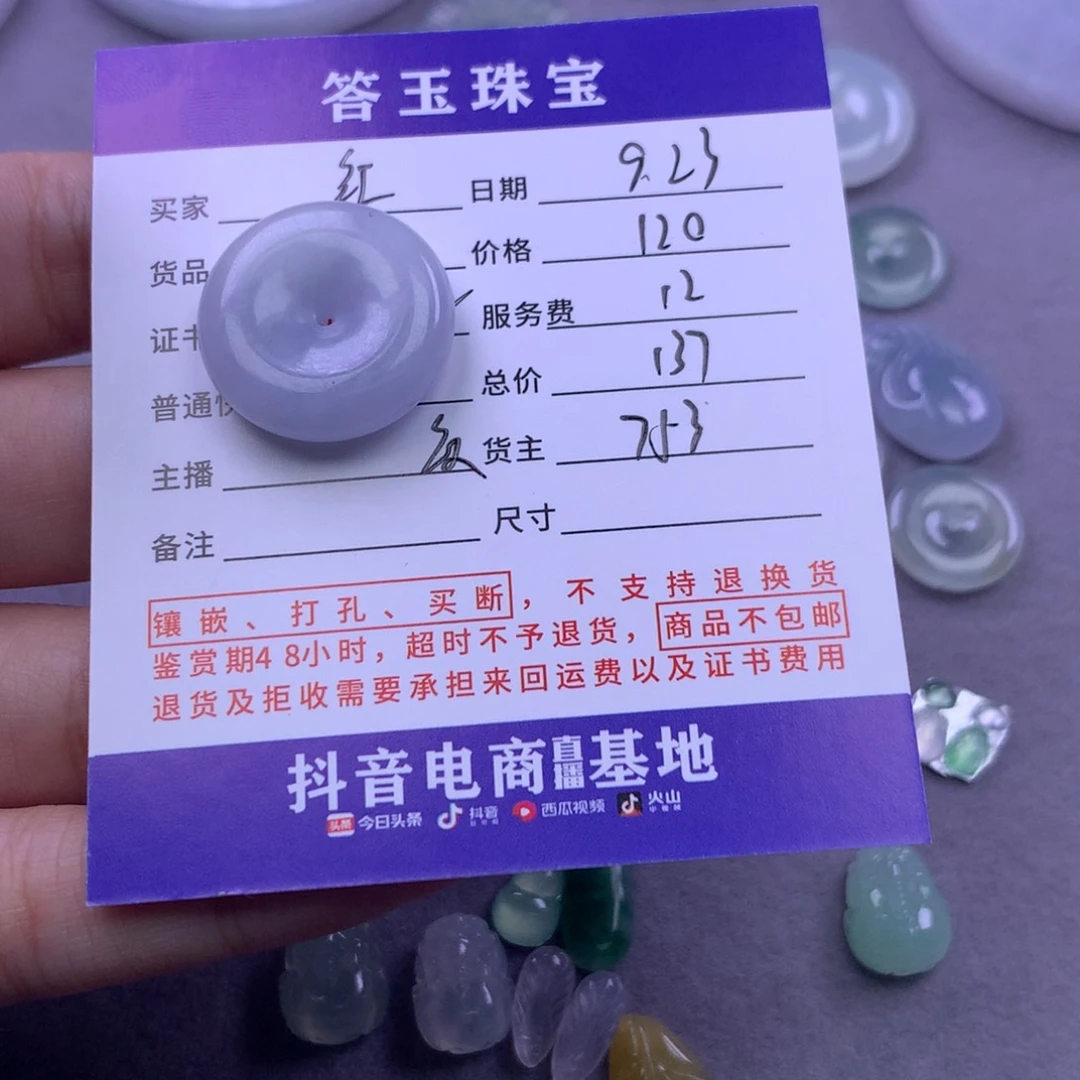 答玉珠宝
买家 红 日期 9.23
货品 价格 120
证书 服务费 12
普通快 总价 137
主播 红 货主 753
备注 尺寸
镶嵌、打孔、买断，不支持退换货
鉴赏期48小时，超时不予退货，商品不包邮
退货及拒收需要承担来回运费以及证书费用
抖音电商直播基地
头条 今日头条 抖音 西瓜视频 火山